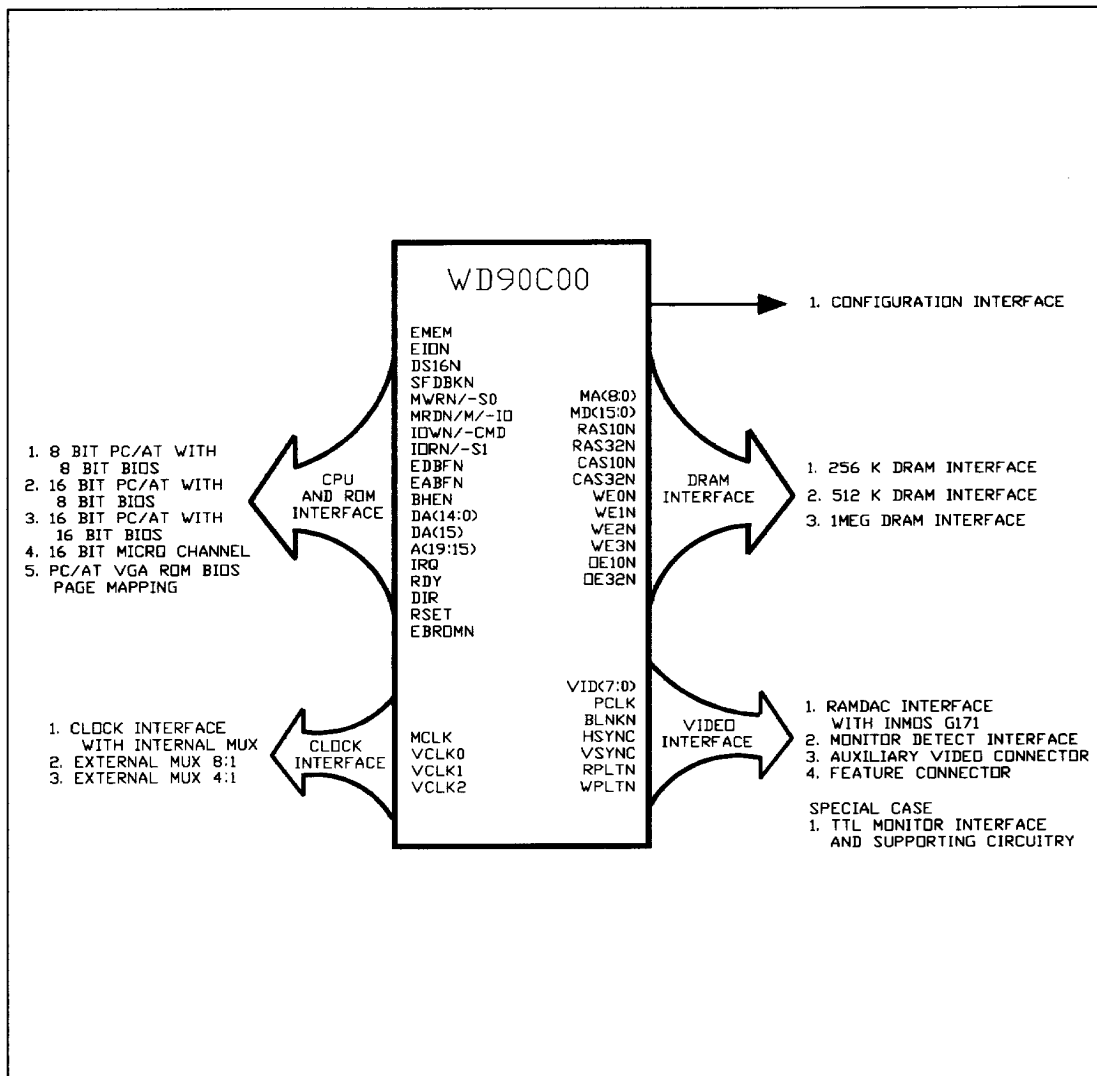 WD90C00
EMEM
EION
DS16N
SFDBKN
MWRN/-S0
MRDN/M/-IO
IOWN/-CMD
IORN/-S1
EDBFN
EABFN
BHEN
DA(14:0)
DA(15)
A(19:15)
IRQ
RDY
DIR
RSET
EBROMN
MCLK
VCLK0
VCLK1
VCLK2
MA(8:0)
MD(15:0)
RAS10N
RAS32N
CAS10N
CAS32N
WE0N
WE1N
WE2N
WE3N
OE10N
OE32N
VID(7:0)
PCLK
BLNKN
HSYNC
VSYNC
RPLTN
WPLTN
CPU
AND ROM
INTERFACE
1. 8 BIT PC/AT WITH
8 BIT BIOS
2. 16 BIT PC/AT WITH
8 BIT BIOS
3. 16 BIT PC/AT WITH
16 BIT BIOS
4. 16 BIT MICRO CHANNEL
5. PC/AT VGA ROM BIOS
PAGE MAPPING
CLOCK
INTERFACE
1. CLOCK INTERFACE
WITH INTERNAL MUX
2. EXTERNAL MUX 8:1
3. EXTERNAL MUX 4:1
1. CONFIGURATION INTERFACE
DRAM
INTERFACE
1. 256 K DRAM INTERFACE
2. 512 K DRAM INTERFACE
3. 1MEG DRAM INTERFACE
VIDEO
INTERFACE
1. RAMDAC INTERFACE
WITH INMOS G171
2. MONITOR DETECT INTERFACE
3. AUXILIARY VIDEO CONNECTOR
4. FEATURE CONNECTOR
SPECIAL CASE
1. TTL MONITOR INTERFACE
AND SUPPORTING CIRCUITRY